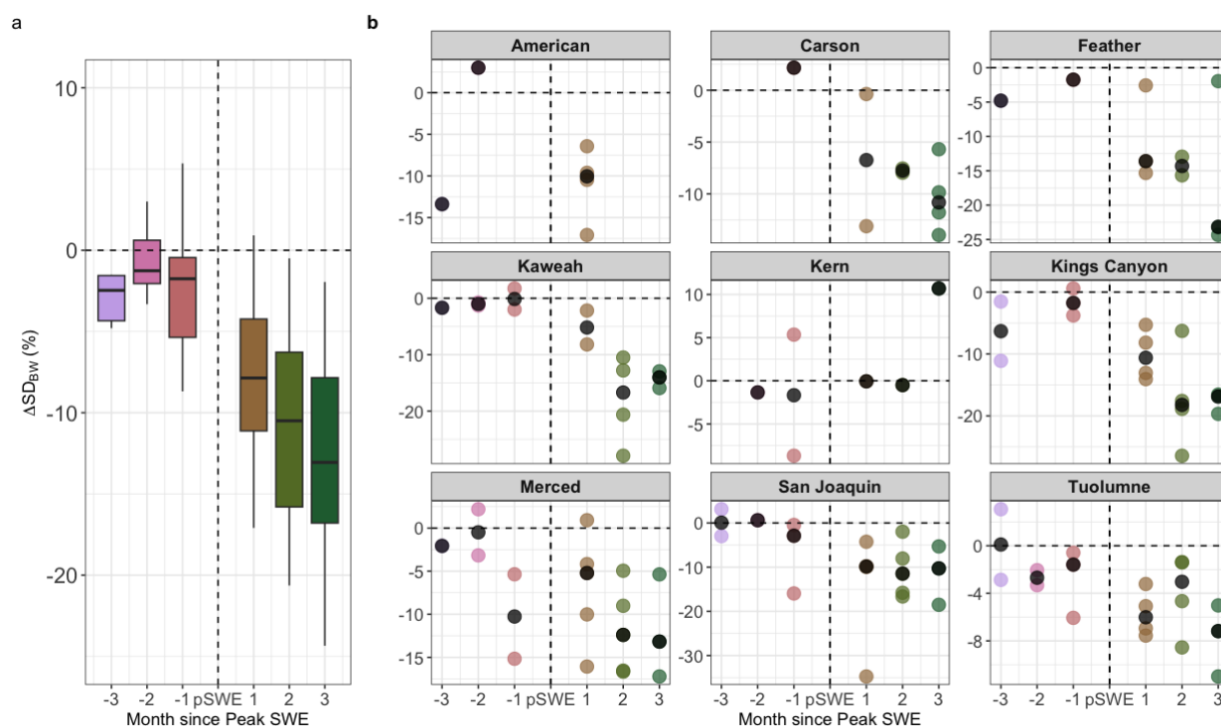 a
b
10
0
-10
-20
ΔSD_BW (%)
-3 -2 -1 pSWE 1 2 3
Month since Peak SWE
American
0
-5
-10
-15
Carson
0
-5
-10
Feather
0
-5
-10
-15
-20
-25
Kaweah
0
-10
-20
Kern
10
5
0
-5
Kings Canyon
0
-10
-20
Merced
0
-5
-10
-15
San Joaquin
0
-10
-20
-30
Tuolumne
0
-4
-8
-3 -2 -1 pSWE 1 2 3
-3 -2 -1 pSWE 1 2 3
-3 -2 -1 pSWE 1 2 3
Month since Peak SWE